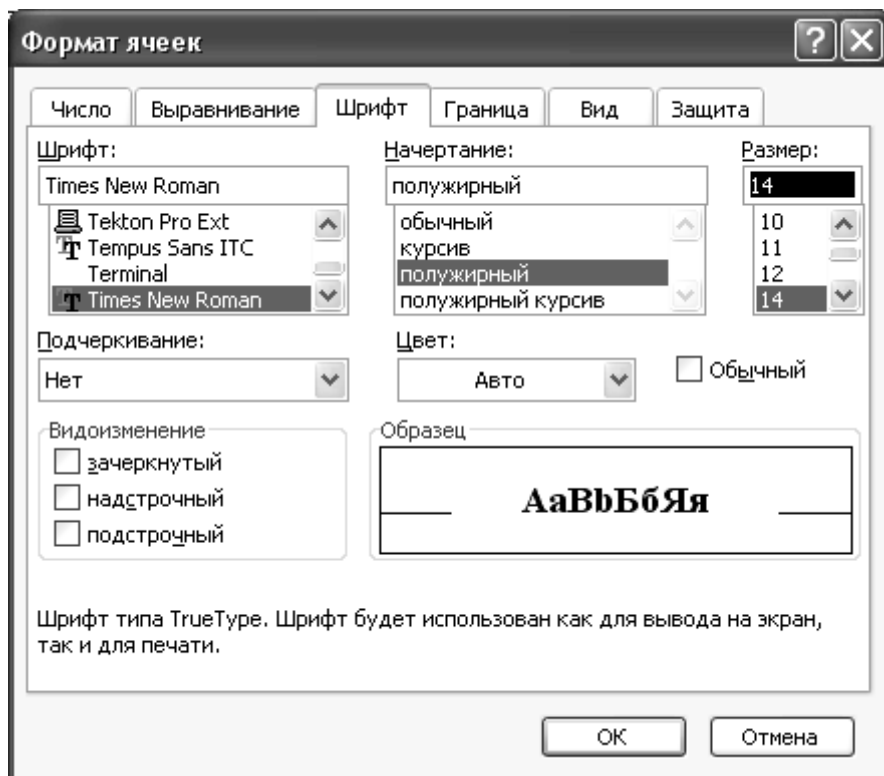 Формат ячеек
Число Выравнивание Шрифт Граница Вид Защита
Шрифт: Начертание: Размер:
Times New Roman полужирный 14
Tekton Pro Ext обычный 10
Tempus Sans ITC курсив 11
Terminal полужирный 12
Times New Roman полужирный курсив 14
Подчеркивание: Цвет:
Нет Авто Обычный
Видоизменение Образец
зачеркнутый
надстрочный АаBbБбЯя
подстрочный
Шрифт типа TrueType. Шрифт будет использован как для вывода на экран,
так и для печати.
ОК Отмена